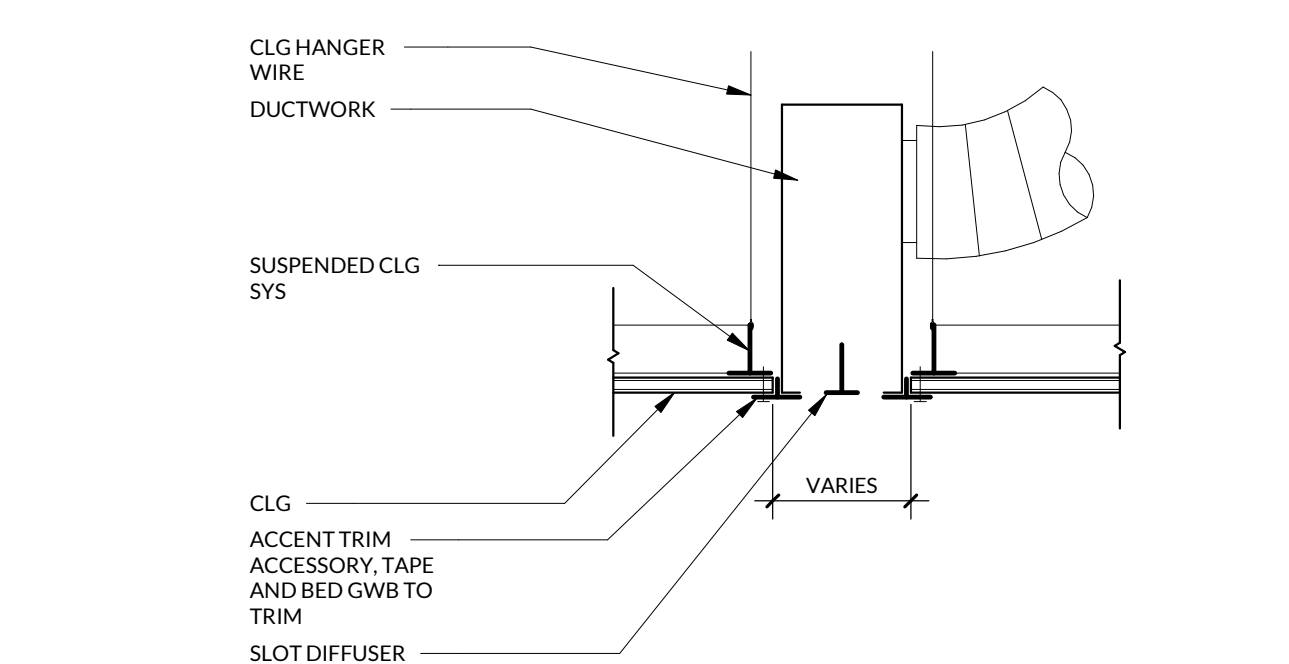 CLG HANGER
WIRE
DUCTWORK
SUSPENDED CLG
SYS
CLG
ACCENT TRIM
ACCESSORY, TAPE
AND BED GWB TO
TRIM
SLOT DIFFUSER
VARIES